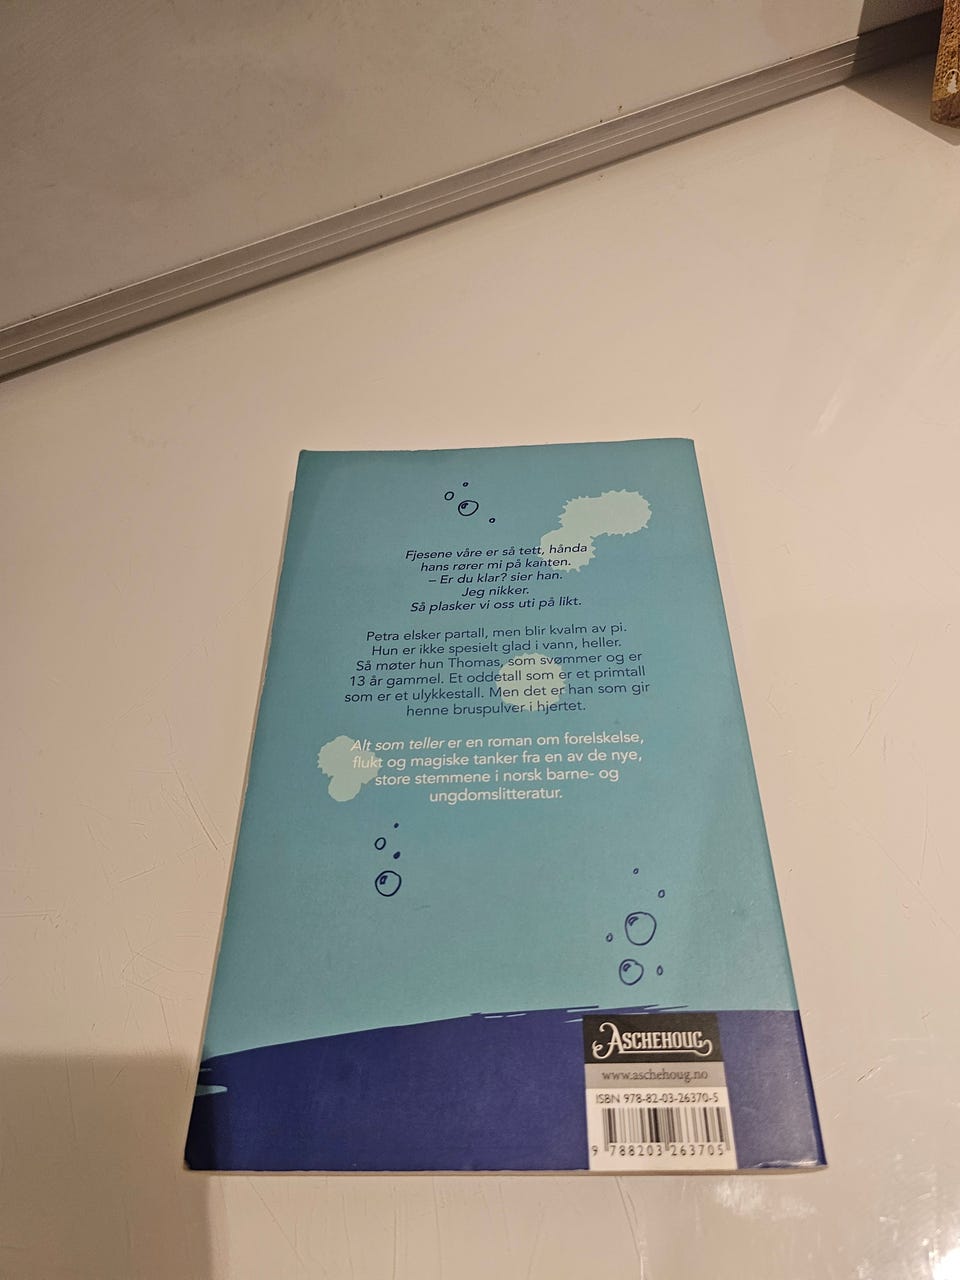 Fjesene våre er så tett, hånda
hans rører mi på kanten.
– Er du klar? sier han.
Jeg nikker.
Så plasker vi oss uti på likt.
Petra elsker partall, men blir kvalm av pi.
Hun er ikke spesielt glad i vann, heller.
Så møter hun Thomas, som svømmer og er
13 år gammel. Et oddetall som er et primtall
som er et ulykkestall. Men det er han som gir
henne bruspulver i hjertet.
Alt som teller er en roman om forelskelse,
flukt og magiske tanker fra en av de nye,
store stemmene i norsk barne- og
ungdomslitteratur.
ASCHEHOUG
www.aschehoug.no
ISBN 978-82-03-26370-5
9 788203 263705